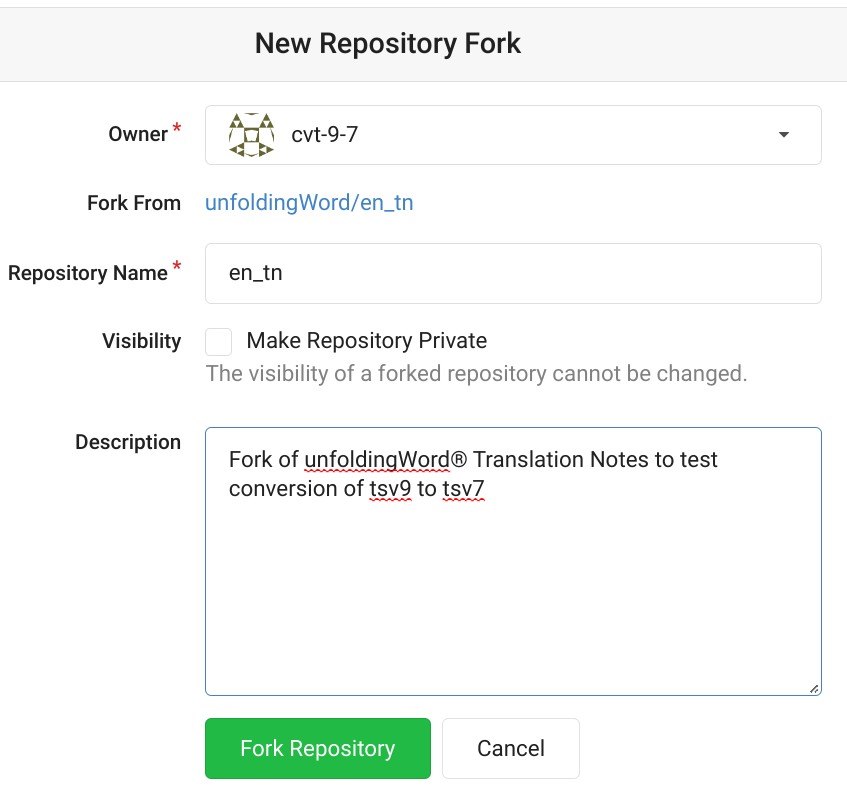 New Repository Fork
Owner *
cvt-9-7
Fork From
unfoldingWord/en_tn
Repository Name *
en_tn
Visibility
Make Repository Private
The visibility of a forked repository cannot be changed.
Description
Fork of unfoldingWord® Translation Notes to test
conversion of tsv9 to tsv7
Fork Repository
Cancel